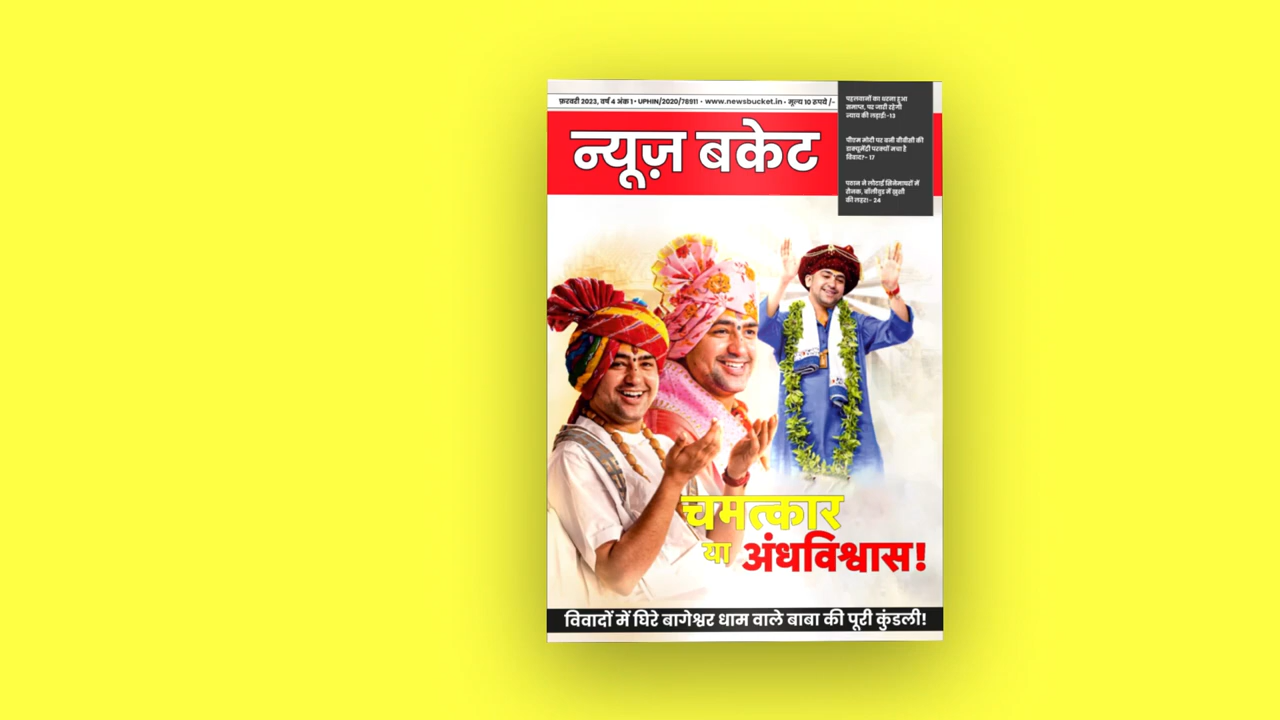 फ़रवरी 2023, वर्ष 4 अंक 1 • UPHIN/2020/78911 • www.newsbucket.in • मूल्य 10 रुपये /-
न्यूज़ बकेट
पहलवानों का धरना हुआ
समाप्त, पर जारी रहेगी
न्याय की लड़ाई!-13
पीएम मोदी पर बनी बीबीसी की
डाक्यूमेंट्री परक्यों मचा है
विवाद?- 17
पठान ने लौटाई सिनेमाघरों में
रौनक, बॉलीवुड में ख़ुशी
की लहर!- 24
चमत्कार
या अंधविश्वास!
विवादों में घिरे बागेश्वर धाम वाले बाबा की पूरी कुंडली!